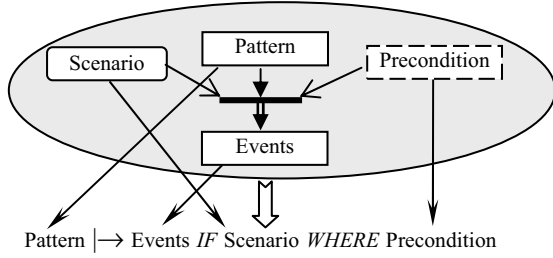 Pattern
Scenario
Precondition
Events
Pattern |→ Events IF Scenario WHERE Precondition